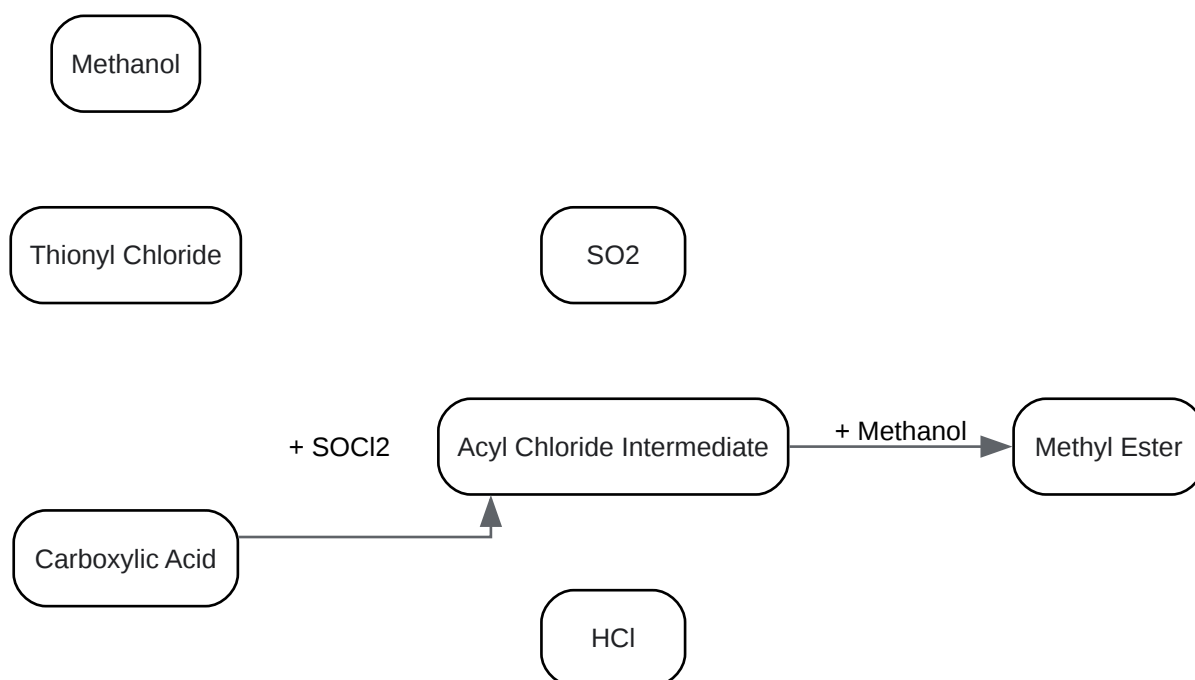 Methanol
Thionyl Chloride
SO2
+ SOCl2
Acyl Chloride Intermediate
+ Methanol
Methyl Ester
Carboxylic Acid
HCl